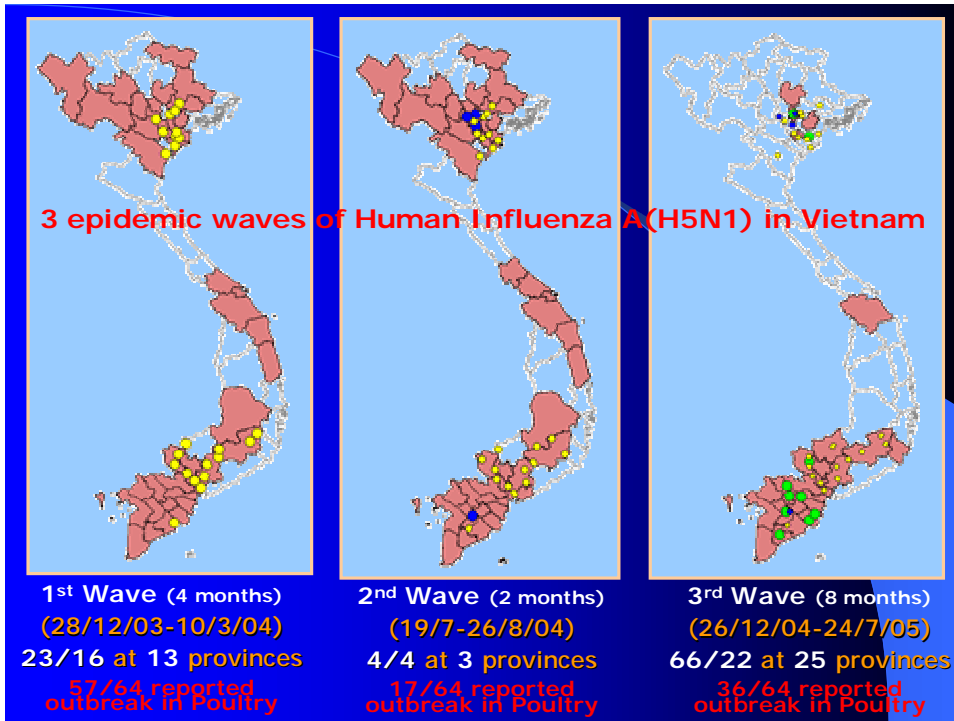 3 epidemic waves of Human Influenza A(H5N1) in Vietnam
1st Wave (4 months)
(28/12/03-10/3/04)
23/16 at 13 provinces
57/64 reported
outbreak in Poultry
2nd Wave (2 months)
(19/7-26/8/04)
4/4 at 3 provinces
17/64 reported
outbreak in Poultry
3rd Wave (8 months)
(26/12/04-24/7/05)
66/22 at 25 provinces
36/64 reported
outbreak in Poultry